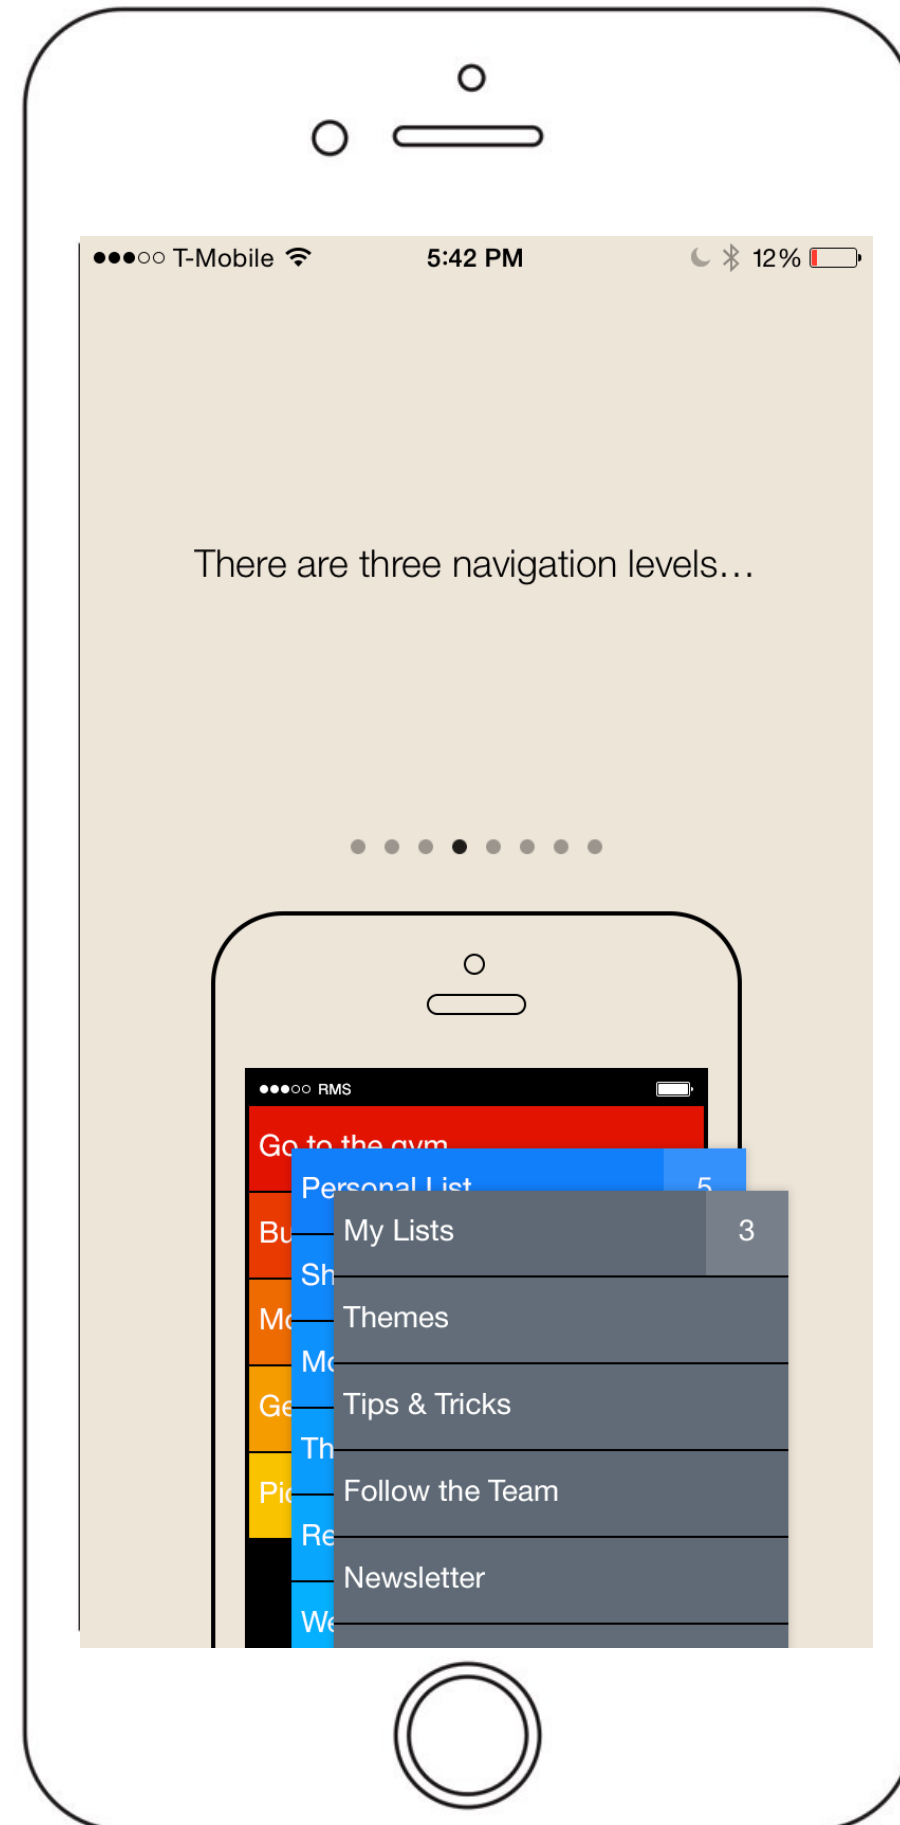 T-Mobile 5:42 PM 12%
There are three navigation levels...
RMS
Go to the gym
Personal List 5
My Lists 3
Themes
Tips & Tricks
Follow the Team
Newsletter